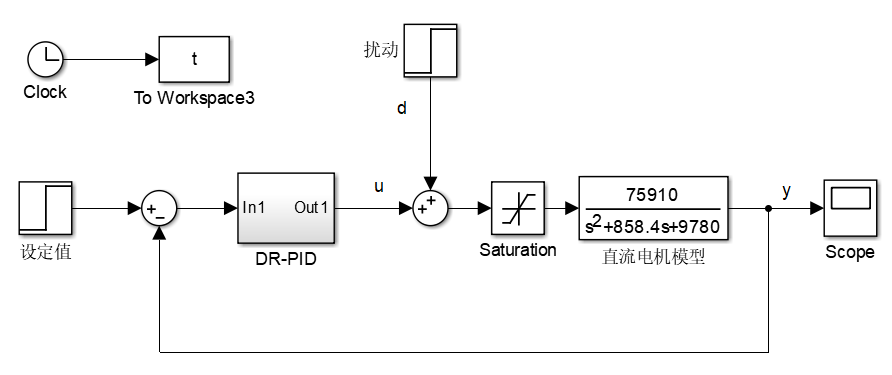 扰动
t
Clock
To Workspace3
d
设定值
In1 Out1
DR-PID
u
Saturation
75910
s²+858.4s+9780
直流电机模型
y
Scope